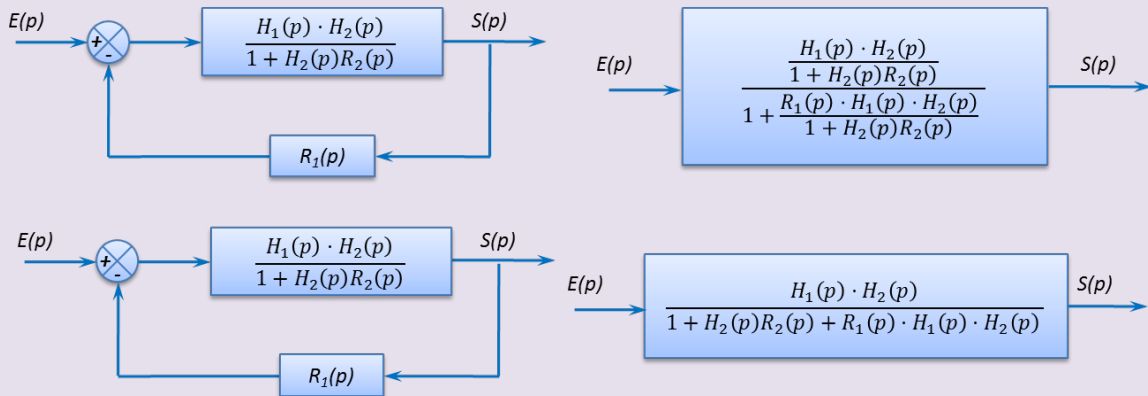 E(p)
+
-
H₁(p) · H₂(p)
1 + H₂(p)R₂(p)
S(p)
R₁(p)
E(p)
H₁(p) · H₂(p)
1 + H₂(p)R₂(p)
1 + R₁(p) · H₁(p) · H₂(p)
1 + H₂(p)R₂(p)
S(p)
E(p)
+
-
H₁(p) · H₂(p)
1 + H₂(p)R₂(p)
S(p)
R₁(p)
E(p)
H₁(p) · H₂(p)
1 + H₂(p)R₂(p) + R₁(p) · H₁(p) · H₂(p)
S(p)